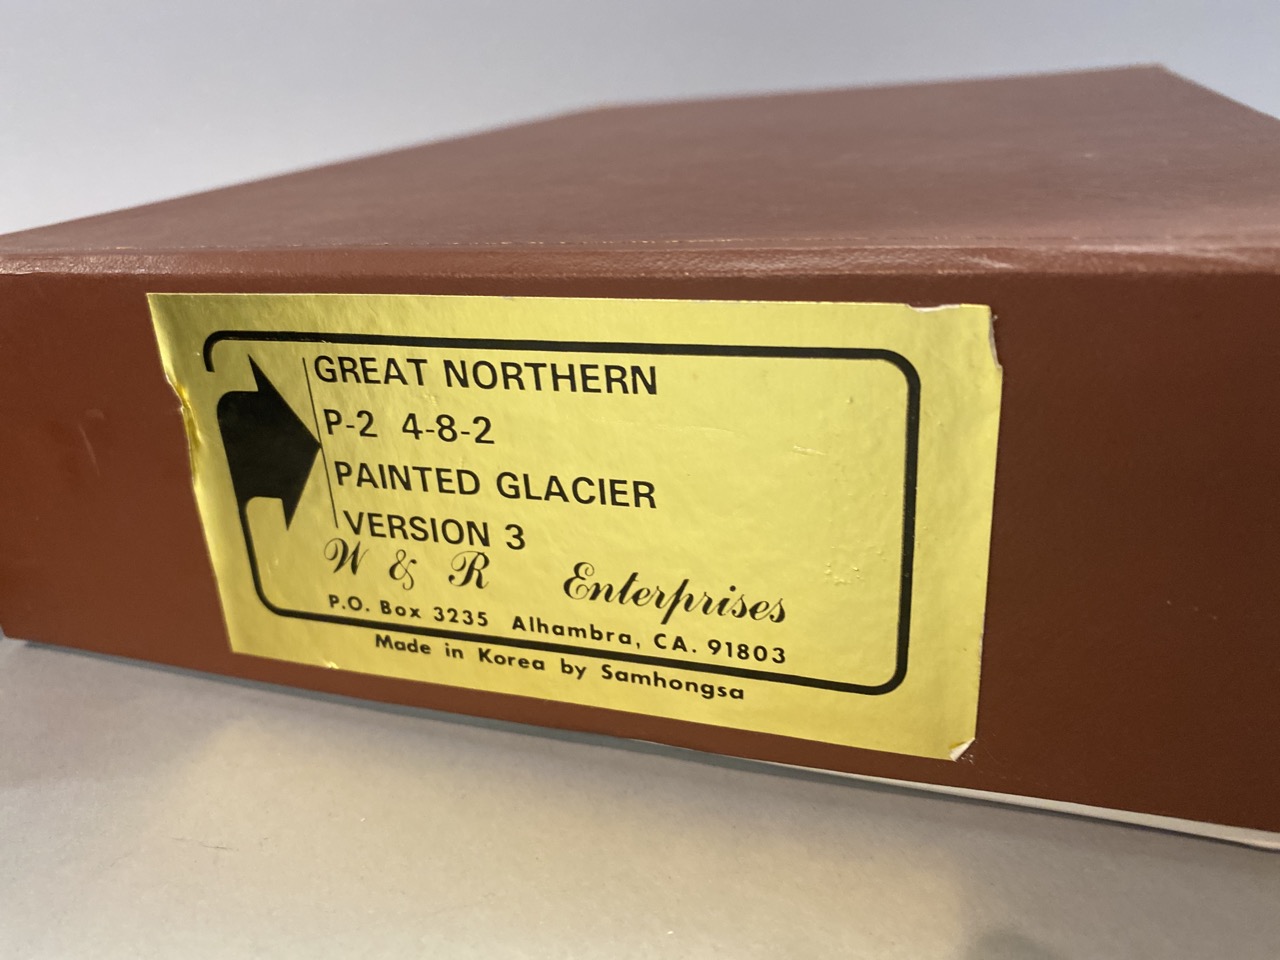 GREAT NORTHERN
P-2 4-8-2
PAINTED GLACIER
VERSION 3
W & R Enterprises
P.O. Box 3235 Alhambra, CA. 91803
Made in Korea by Samhongsa